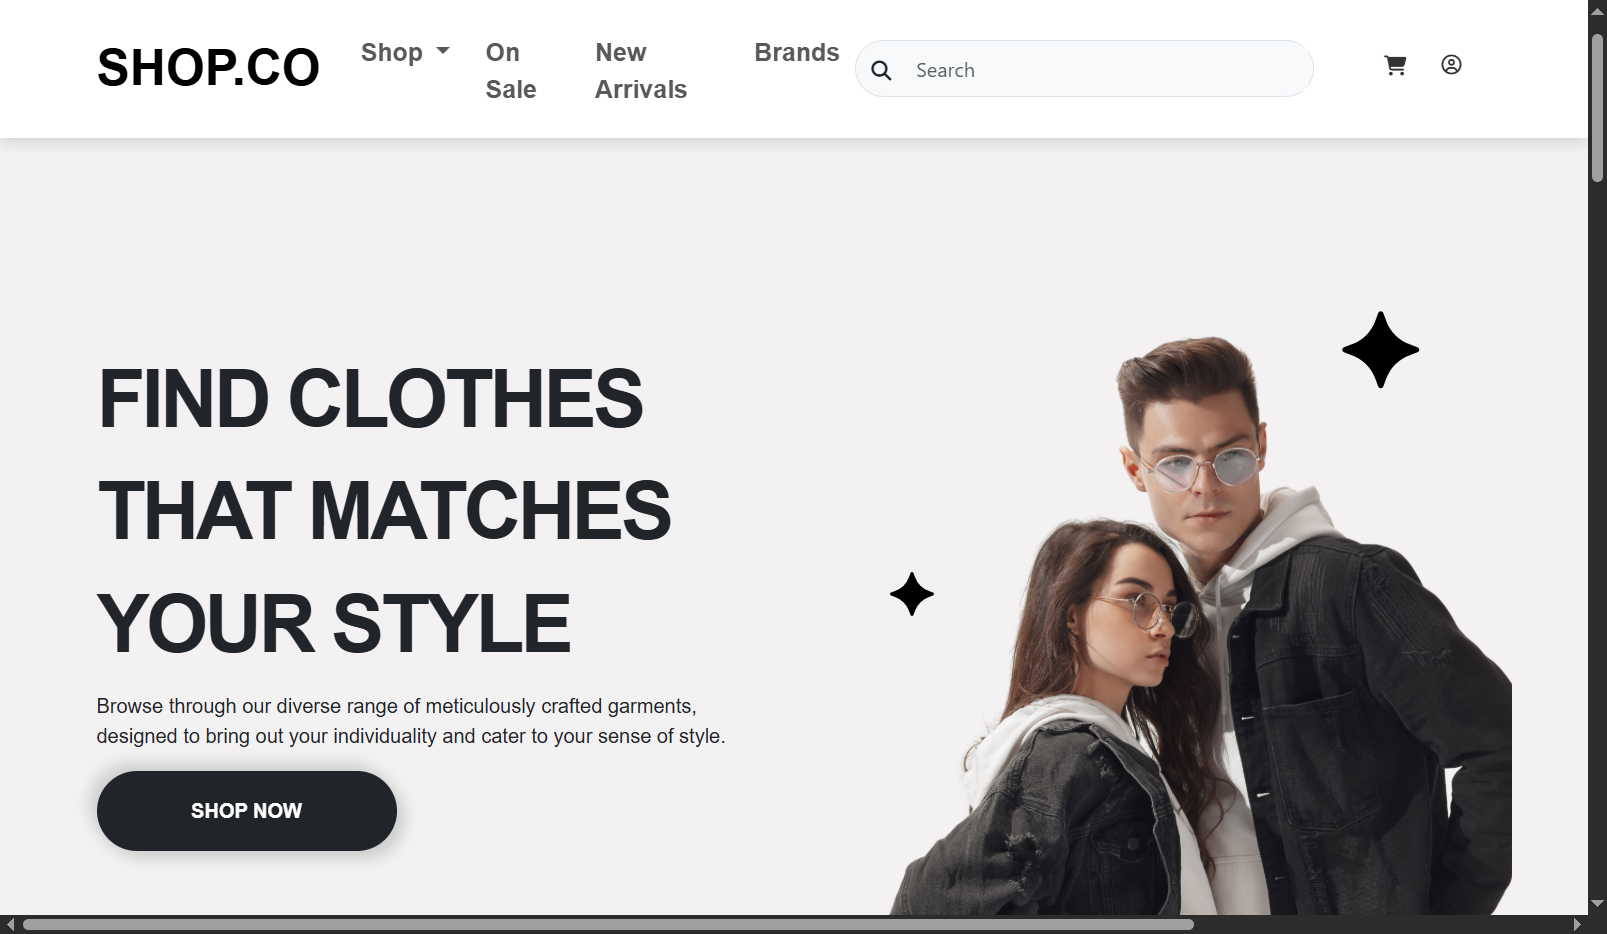 SHOP.CO
Shop
On
Sale
New
Arrivals
Brands
Search
FIND CLOTHES
THAT MATCHES
YOUR STYLE
Browse through our diverse range of meticulously crafted garments,
designed to bring out your individuality and cater to your sense of style.
SHOP NOW